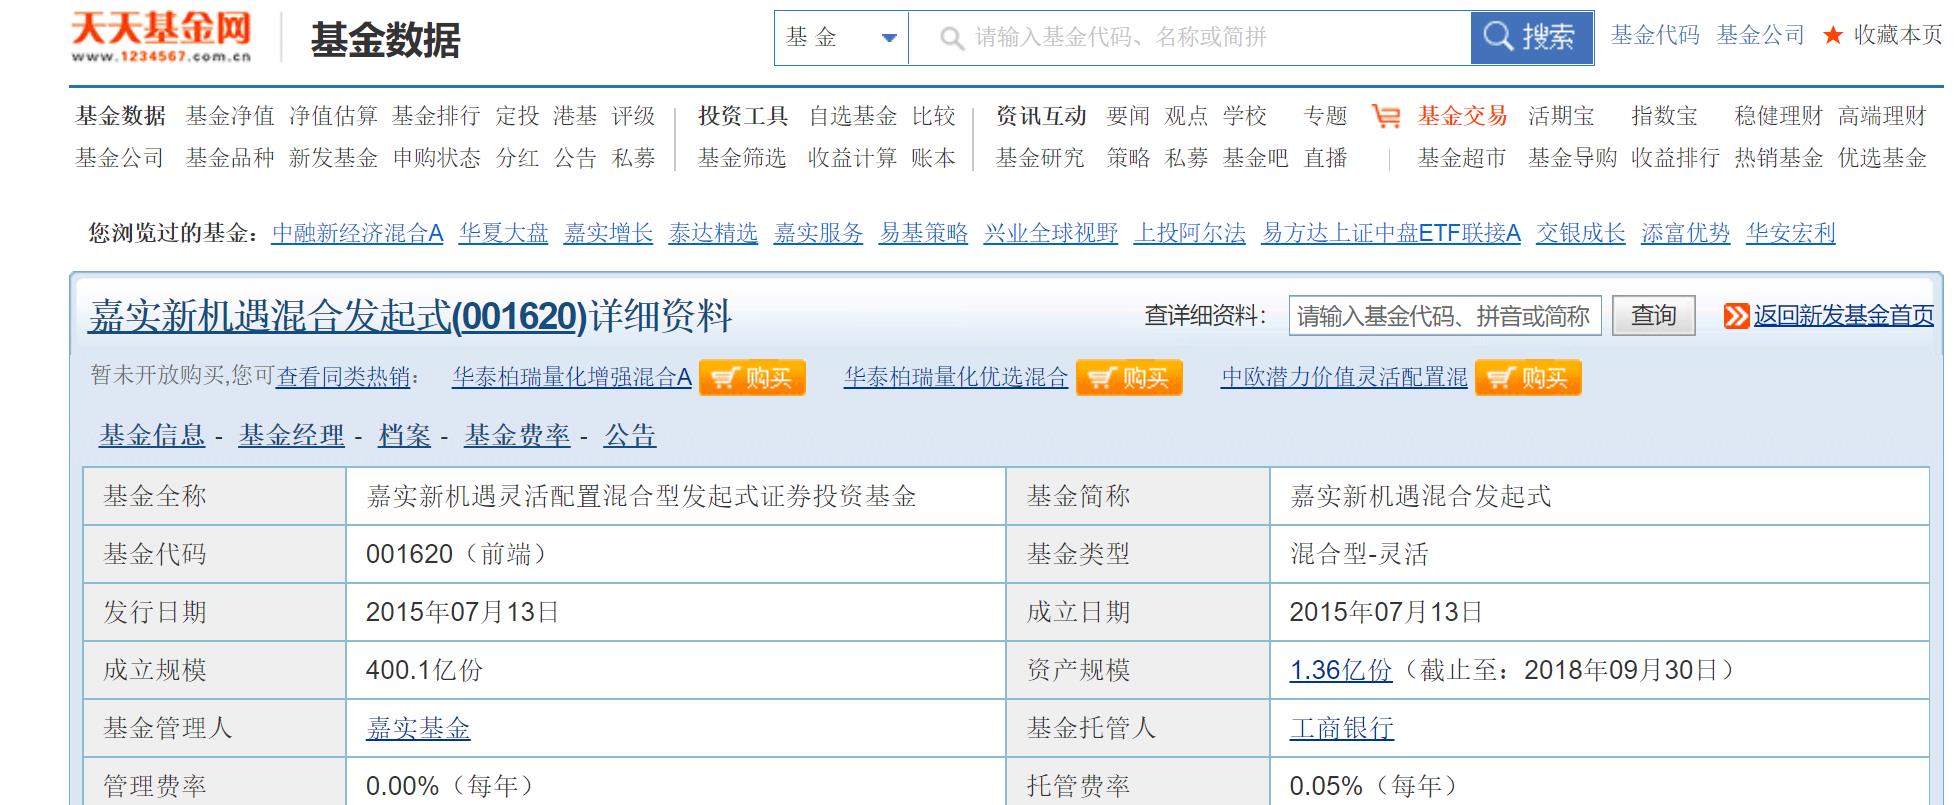 天天基金网 基金数据 基金 请输入基金代码、名称或简拼 搜索 基金代码 基金公司 收藏本页
www.1234567.com.cn
基金数据 基金净值 净值估算 基金排行 定投 港基 评级 投资工具 自选基金 比较 资讯互动 要闻 观点 学校 专题 基金交易 活期宝 指数宝 稳健理财 高端理财
基金公司 基金品种 新发基金 申购状态 分红 公告 私募 基金筛选 收益计算 账本 基金研究 策略 私募 基金吧 直播 基金超市 基金导购 收益排行 热销基金 优选基金
您浏览过的基金： 中融新经济混合A 华夏大盘 嘉实增长 泰达精选 嘉实服务 易基策略 兴业全球视野 上投阿尔法 易方达上证中盘ETF联接A 交银成长 添富优势 华安宏利
嘉实新机遇混合发起式(001620)详细资料 查详细资料： 请输入基金代码、拼音或简称 查询 返回新发基金首页
暂未开放购买,您可查看同类热销： 华泰柏瑞量化增强混合A 购买 华泰柏瑞量化优选混合 购买 中欧潜力价值灵活配置混 购买
基金信息 - 基金经理 - 档案 - 基金费率 - 公告
基金全称 嘉实新机遇灵活配置混合型发起式证券投资基金 基金简称 嘉实新机遇混合发起式
基金代码 001620（前端） 基金类型 混合型-灵活
发行日期 2015年07月13日 成立日期 2015年07月13日
成立规模 400.1亿份 资产规模 1.36亿份（截止至：2018年09月30日）
基金管理人 嘉实基金 基金托管人 工商银行
管理费率 0.00%（每年） 托管费率 0.05%（每年）